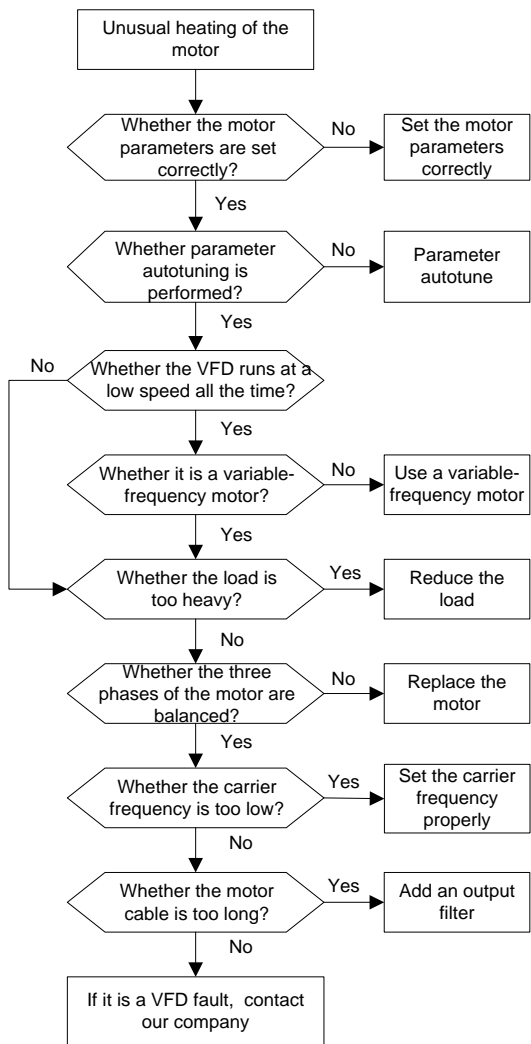 Unusual heating of the
motor
Whether the motor
parameters are set
correctly?
No
Set the motor
parameters
correctly
Yes
Whether parameter
autotuning is
performed?
No
Parameter
autotune
Yes
No
Whether the VFD runs at a
low speed all the time?
Yes
Whether it is a variable-
frequency motor?
No
Use a variable-
frequency motor
Yes
Whether the load is
too heavy?
Yes
Reduce the
load
No
Whether the three
phases of the motor are
balanced?
No
Replace the
motor
Yes
Whether the carrier
frequency is too low?
Yes
Set the carrier
frequency
properly
No
Whether the motor
cable is too long?
Yes
Add an output
filter
No
If it is a VFD fault, contact
our company